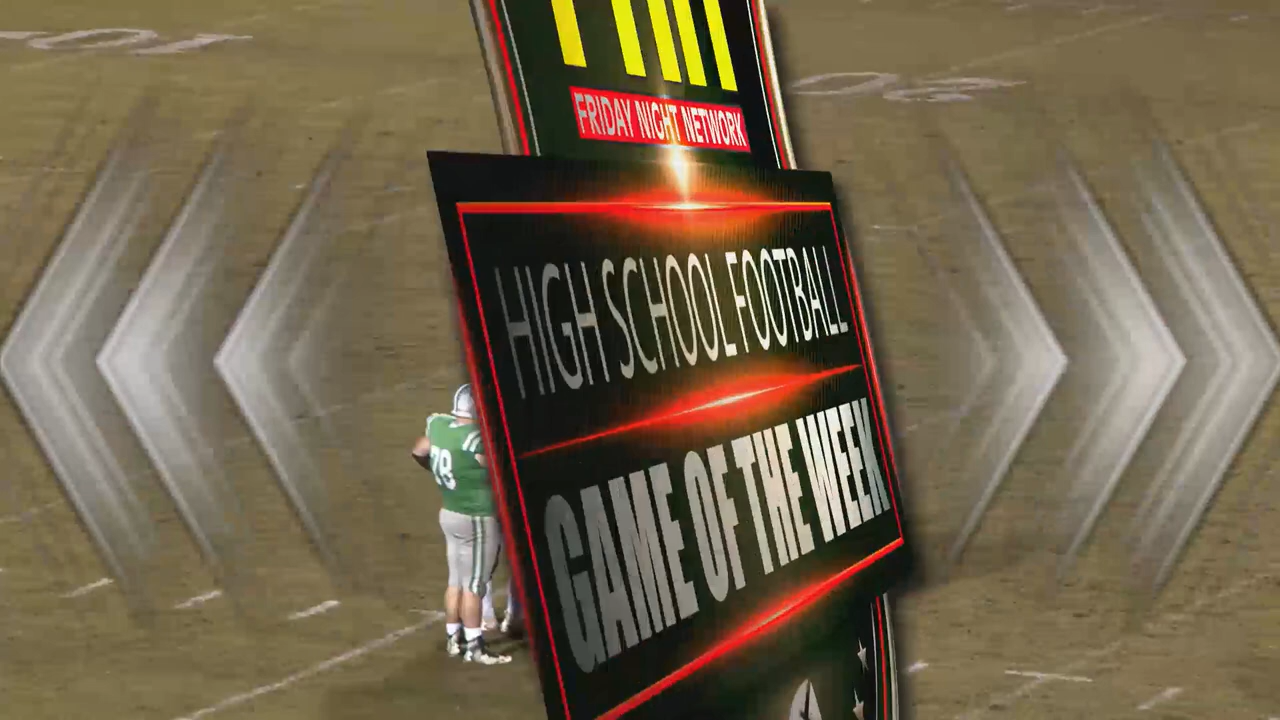 FRIDAY NIGHT NETWORK
HIGH SCHOOL FOOTBALL
GAME OF THE WEEK
78